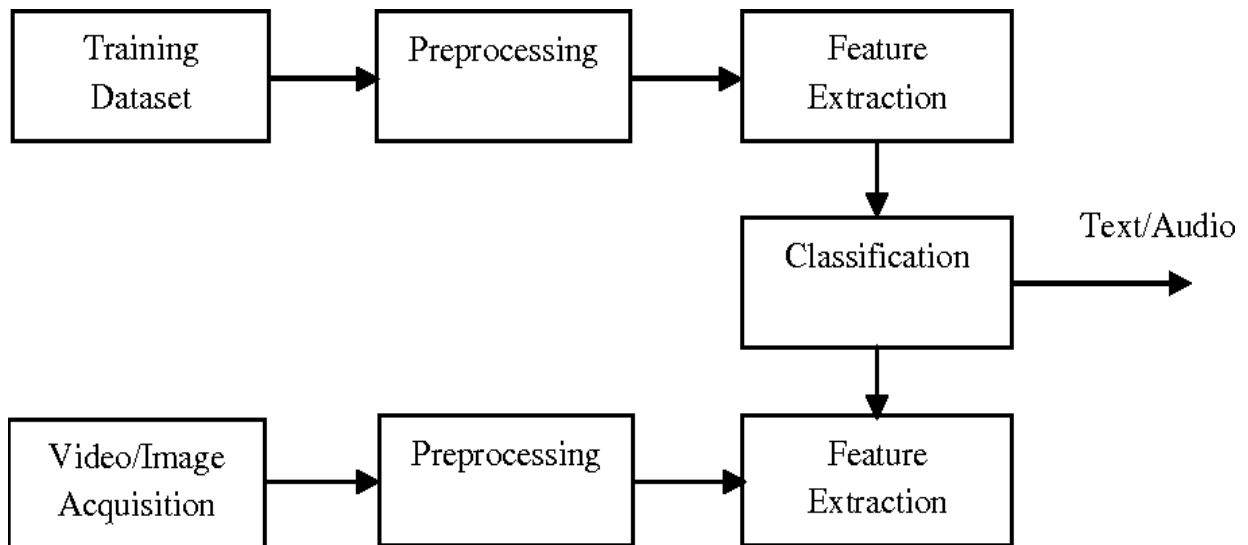 Training
Dataset
Preprocessing
Feature
Extraction
Classification
Text/Audio
Video/Image
Acquisition
Preprocessing
Feature
Extraction